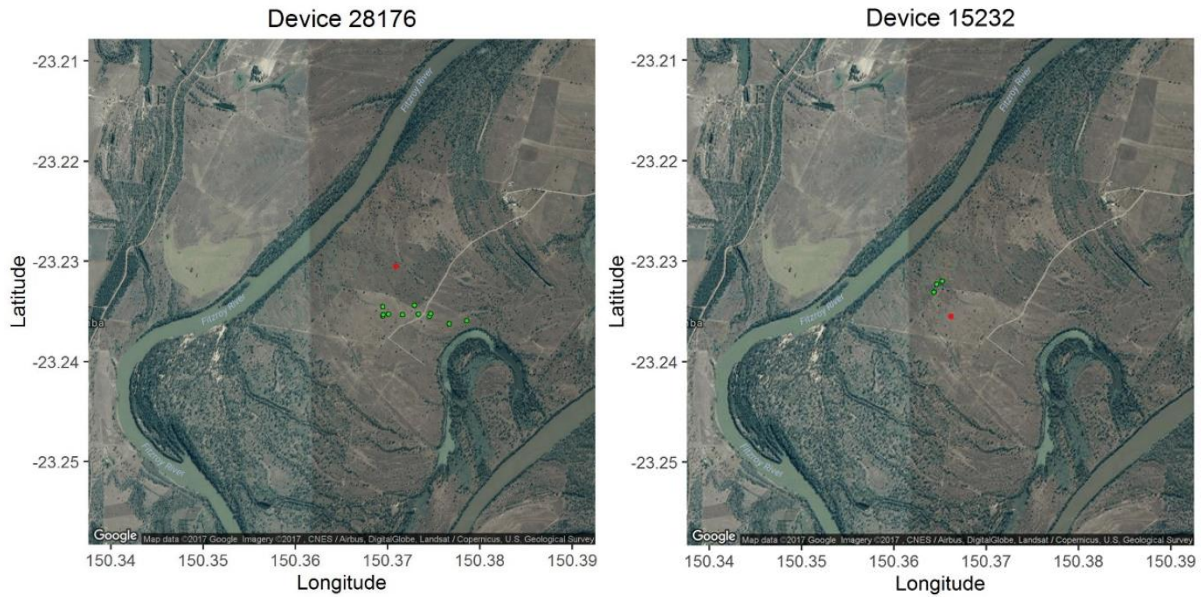 Device 28176
Device 15232
-23.21
-23.22
-23.23
-23.24
-23.25
Latitude
Fitzroy River
Fitzroy River
Fitzroy River
ba
Google
Map data ©2017 Google Imagery ©2017 , CNES / Airbus, DigitalGlobe, Landsat / Copernicus, U.S. Geological Survey
150.34
150.35
150.36
150.37
150.38
150.39
Longitude
-23.21
-23.22
-23.23
-23.24
-23.25
Latitude
Fitzroy River
Fitzroy River
Fitzroy River
ba
Google
Map data ©2017 Google Imagery ©2017 , CNES / Airbus, DigitalGlobe, Landsat / Copernicus, U.S. Geological Survey
150.34
150.35
150.36
150.37
150.38
150.39
Longitude